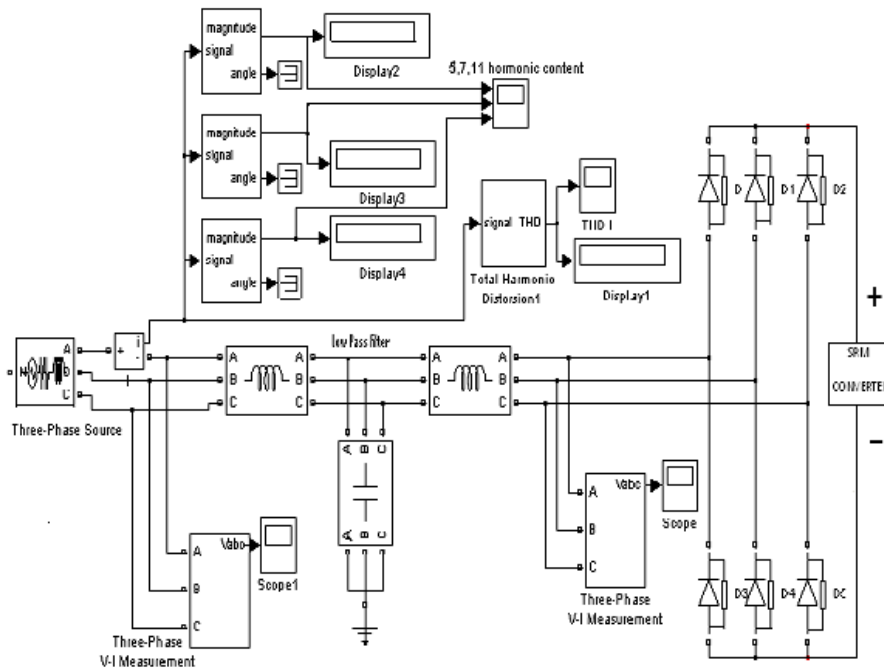 magnitude
signal
angle
Display2
5,7,11 hormonic content
magnitude
signal
angle
Display3
magnitude
signal
angle
Display4
signal THD
THD I
Total Harmonic
Distorsion1
Display1
D
D1
D2
+
SRM
CONVERTER
-
+
i
-
low Pass filter
N
A
B
C
Three-Phase Source
A
B
C
A
B
C
A
B
C
A
B
C
A B C
A B C
Vabc
A
B
C
Scope
Three-Phase
V-I Measurement
Vabc
A
B
C
Scope1
Three-Phase
V-I Measurement
D3
D4